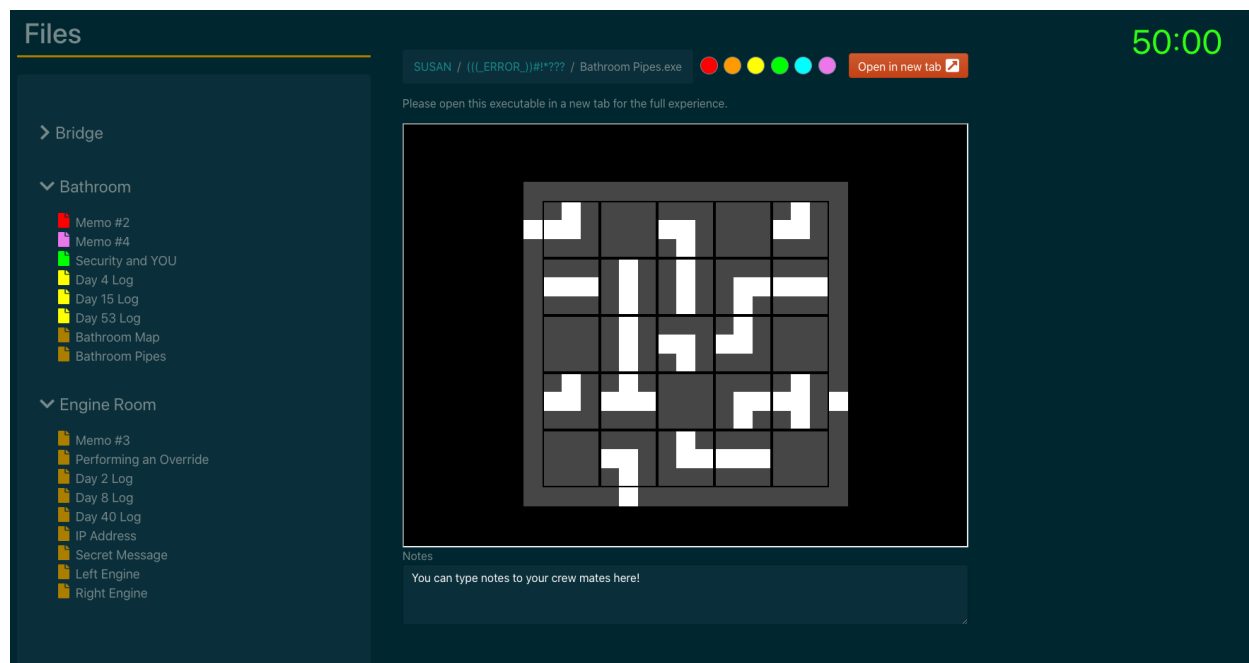 Files
50:00
SUSAN / (((_ERROR_))#!*??? / Bathroom Pipes.exe
Open in new tab
Please open this executable in a new tab for the full experience.
Bridge
Bathroom
Memo #2
Memo #4
Security and YOU
Day 4 Log
Day 15 Log
Day 53 Log
Bathroom Map
Bathroom Pipes
Engine Room
Memo #3
Performing an Override
Day 2 Log
Day 8 Log
Day 40 Log
IP Address
Secret Message
Left Engine
Right Engine
Notes
You can type notes to your crew mates here!